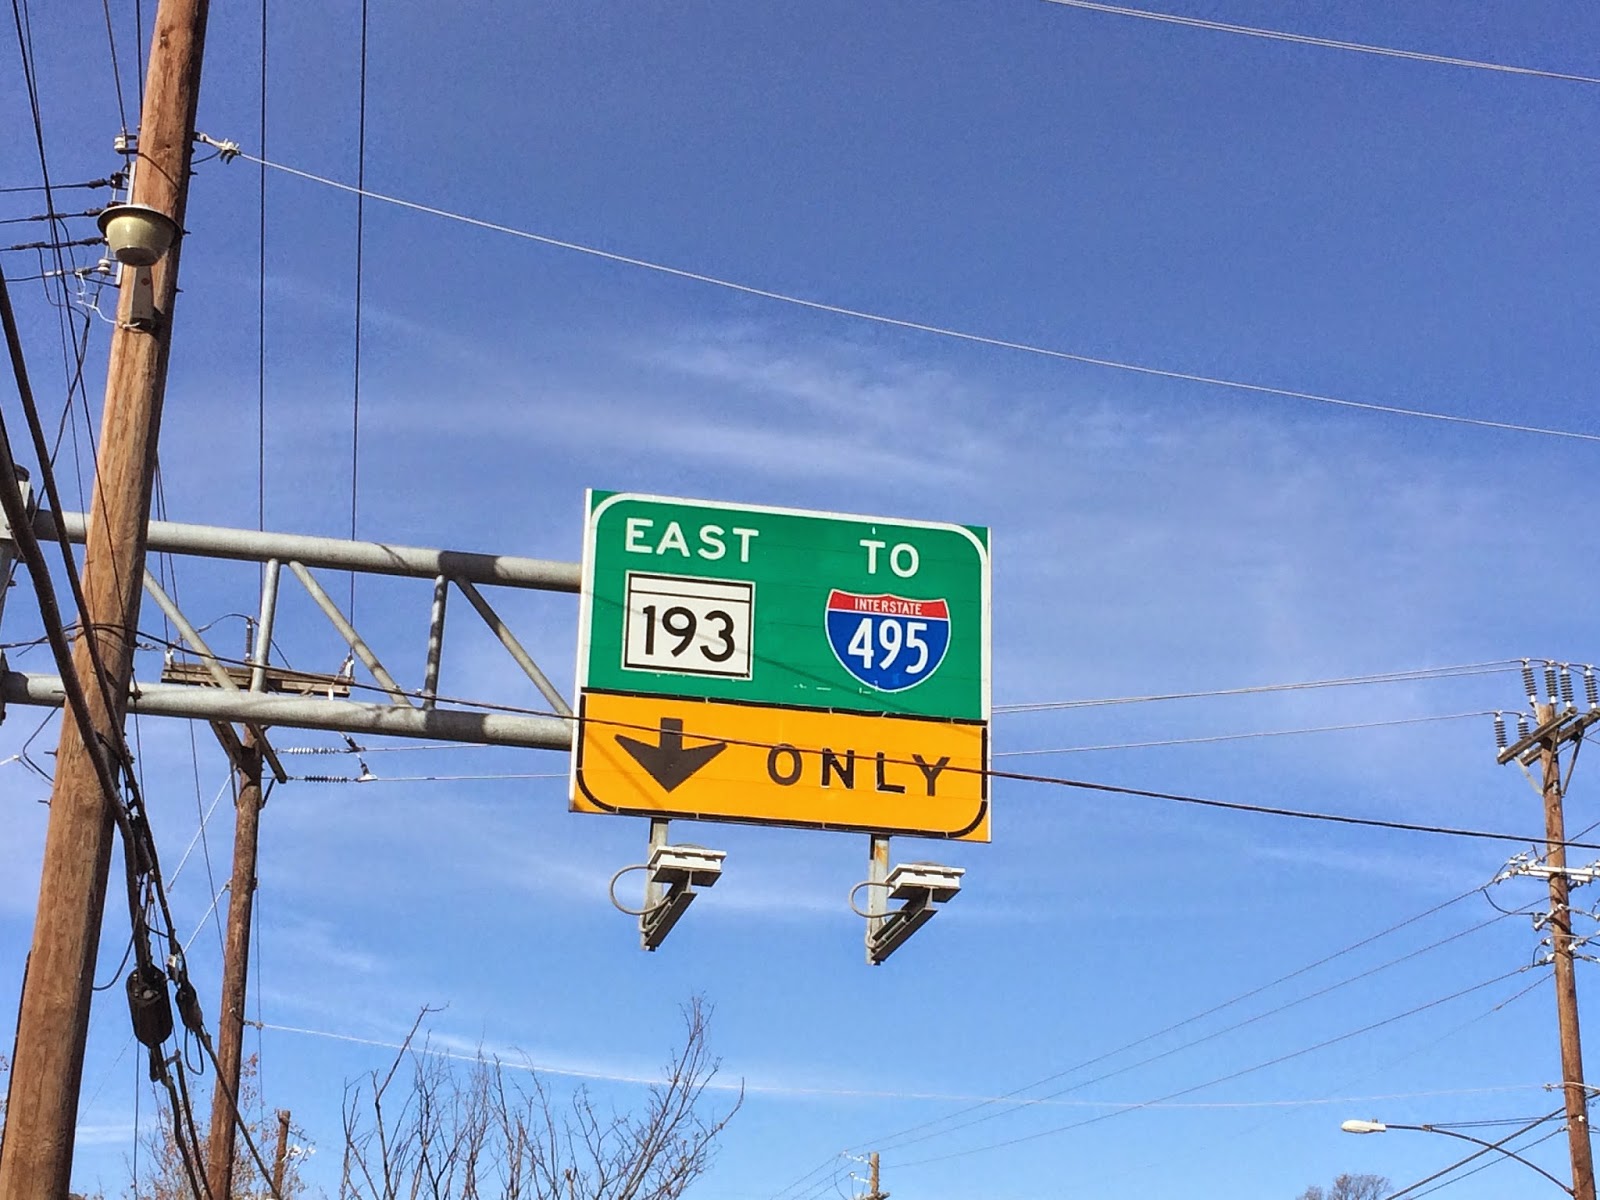 EAST TO
193
INTERSTATE
495
ONLY